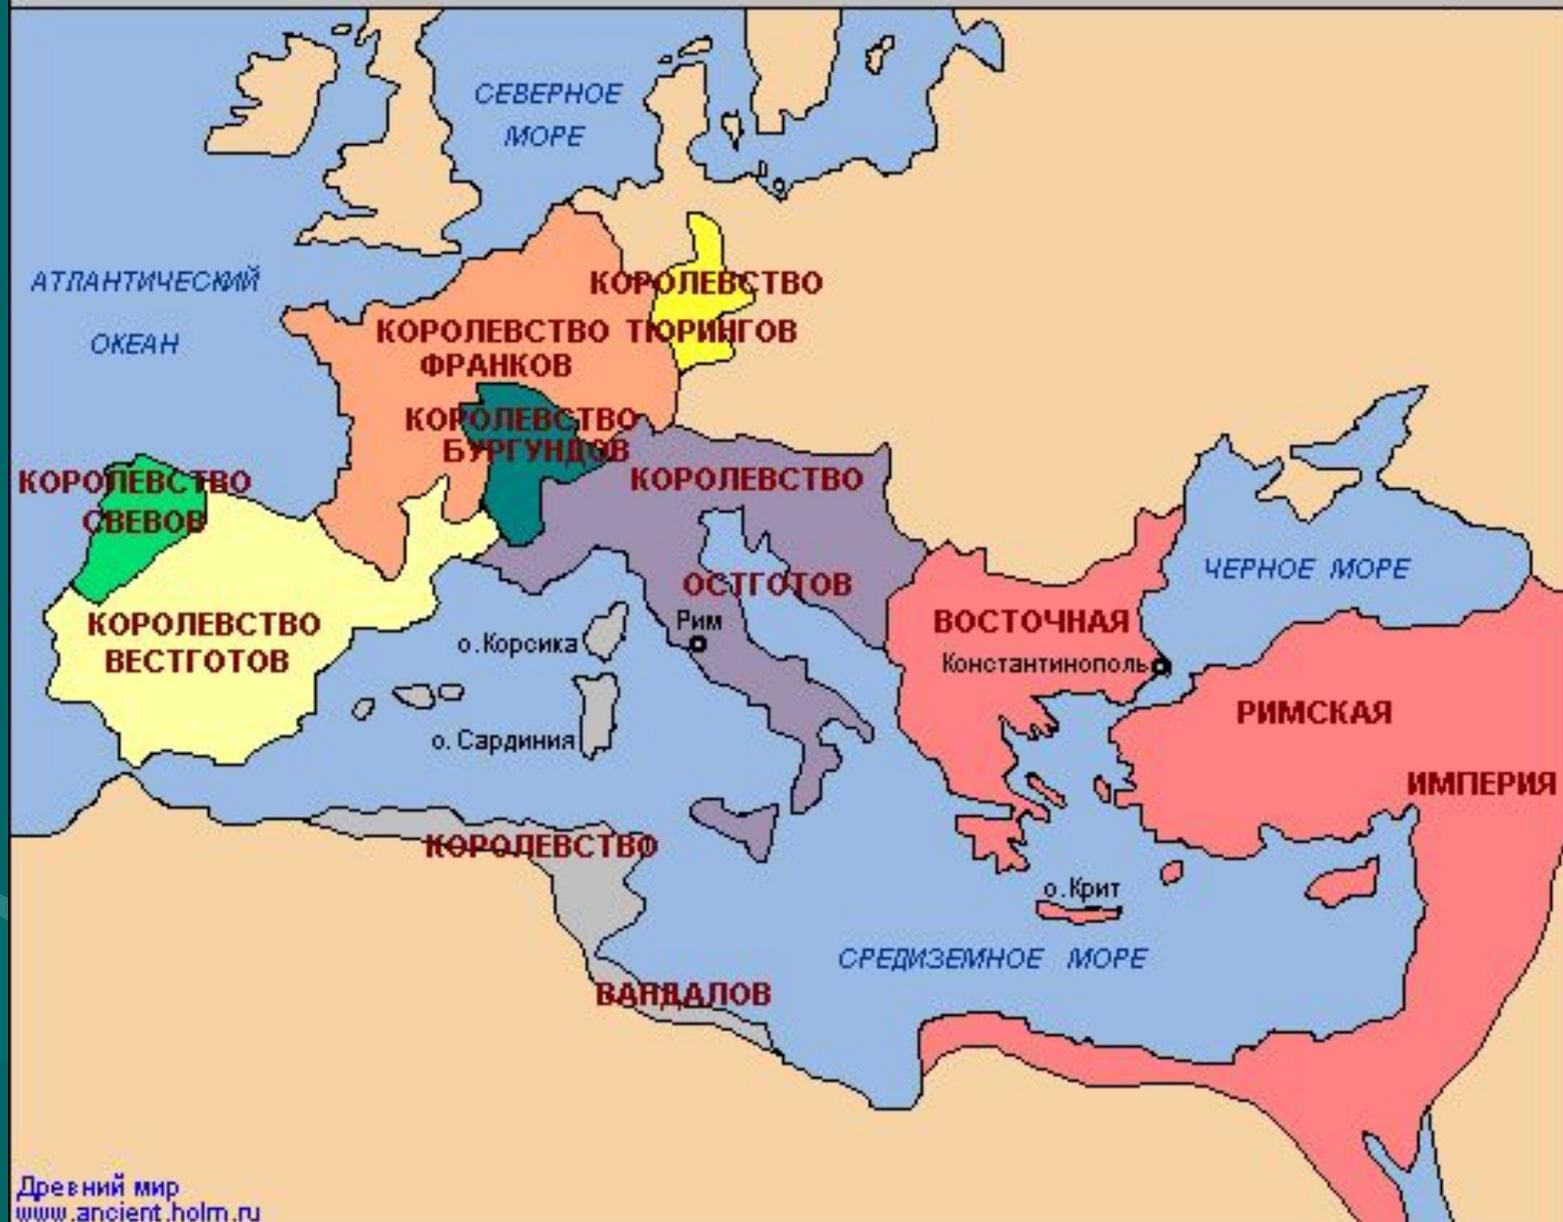 СЕВЕРНОЕ
МОРЕ
АТЛАНТИЧЕСКИЙ
ОКЕАН
КОРОЛЕВСТВО
ТЮРИНГОВ
КОРОЛЕВСТВО
ФРАНКОВ
КОРОЛЕВСТВО
БУРГУНДОВ
КОРОЛЕВСТВО
СВЕВОВ
КОРОЛЕВСТВО
ОСТГОТОВ
КОРОЛЕВСТВО
ВЕСТГОТОВ
ЧЕРНОЕ МОРЕ
Рим
о.Корсика
о. Сардиния
ВОСТОЧНАЯ
Константинополь
РИМСКАЯ
ИМПЕРИЯ
КОРОЛЕВСТВО
ВАНДАЛОВ
о.Крит
СРЕДИЗЕМНОЕ МОРЕ
Древний мир
www.ancient.holm.ru